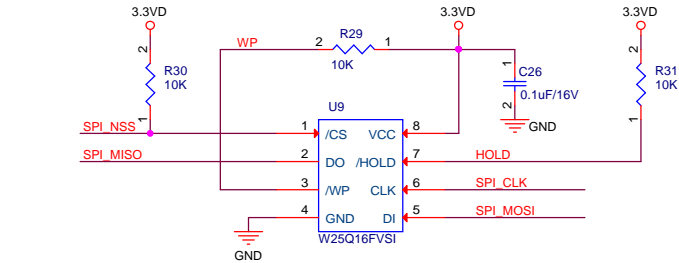 3.3VD
3.3VD
3.3VD
WP
2
R29
1
10K
2
R30
10K
1
1
C26
0.1uF/16V
2
GND
2
R31
10K
1
U9
SPI_NSS
1
/CS
VCC
8
SPI_MISO
2
DO
/HOLD
7
HOLD
3
/WP
CLK
6
SPI_CLK
4
GND
DI
5
SPI_MOSI
W25Q16FVSI
GND